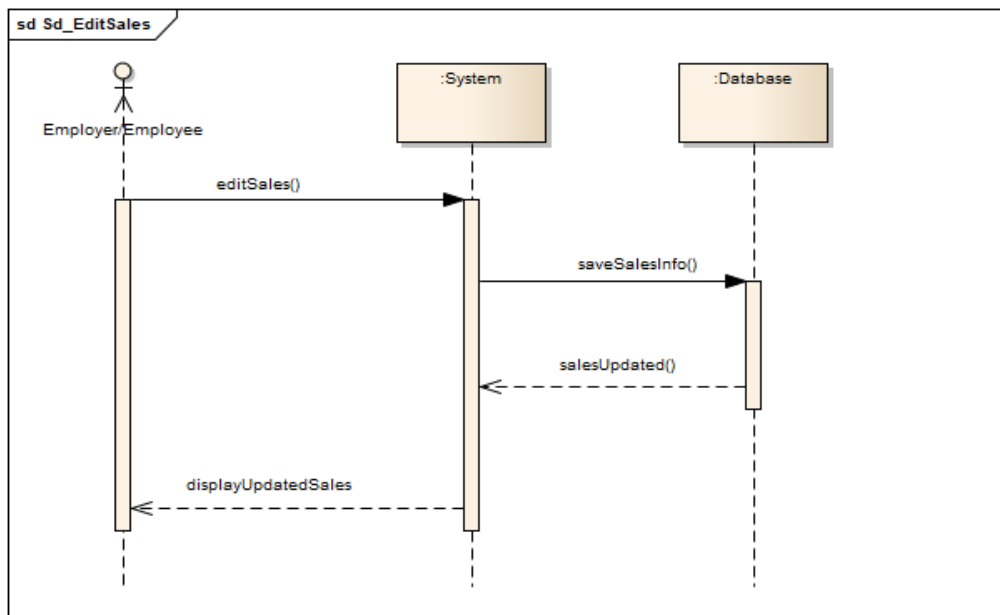 sd Sd_EditSales
:System
:Database
Employer/Employee
editSales()
saveSalesInfo()
salesUpdated()
displayUpdatedSales